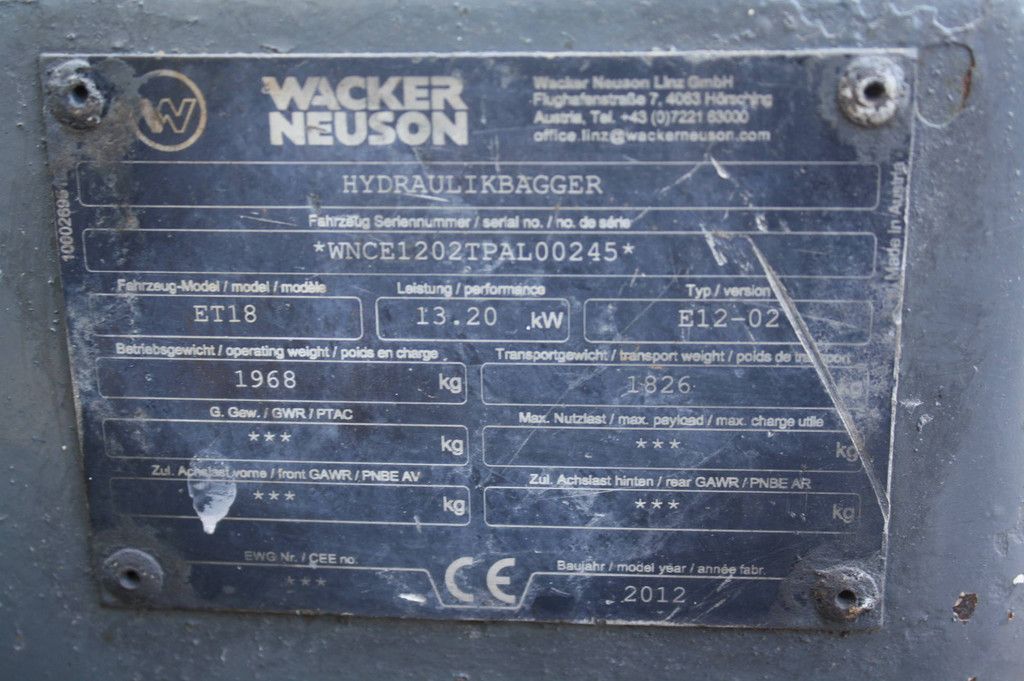 W
WACKER
NEUSON
Wacker Neuson Linz GmbH
Flughafenstraße 7, 4063 Hörsching
Austria, Tel. +43 (0)7221 63000
office.linz@wackerneuson.com
HYDRAULIKBAGGER
Fahrzeug Seriennummer / serial no. / no. de série
*WNCE1202TPAL00245*
Fahrzeug-Model / model / modèle Leistung / performance Typ / version
ET18 13.20 kW E12-02
Betriebsgewicht / operating weight / poids en charge Transportgewicht / transport weight / poids de transport
1968 kg 1826 kg
G. Gew. / GWR / PTAC Max. Nutzlast / max. payload / max. charge utile
*** kg *** kg
Zul. Achslast vorne / front GAWR / PNBE AV Zul. Achslast hinten / rear GAWR / PNBE AR
*** kg *** kg
EWG Nr. / CEE no. CE Baujahr / model year / année fabr.
*** 2012
Made in Austria